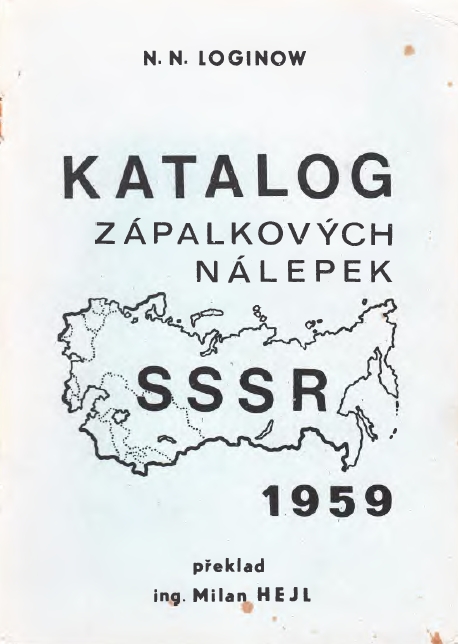 N. N. LOGINOW
KATALOG
ZÁPALKOVÝCH
NÁLEPEK
SSSR
1959
překlad
ing. Milan HEJL